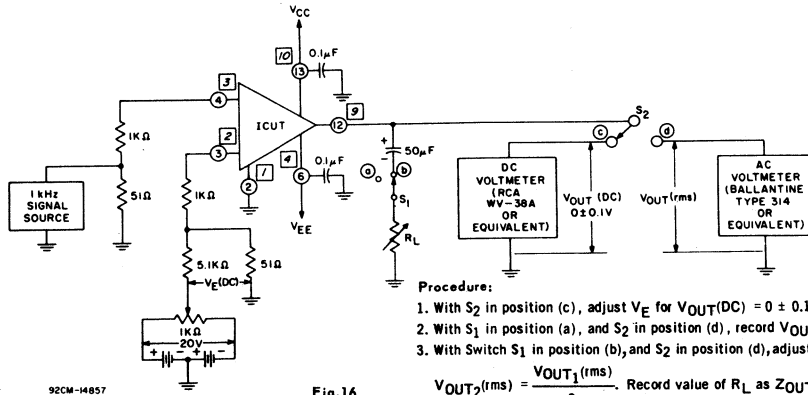 VCC
10
0.1µF
13
3
4
ICUT
9
12
S2
2
3
1KΩ
4
1
2
6
0.1µF
+
50µF
-
a
b
c
d
1 kHz
SIGNAL
SOURCE
51Ω
1KΩ
VEE
S1
RL
DC
VOLTMETER
(RCA
WV-38A
OR
EQUIVALENT)
VOUT (DC)
0±0.1V
VOUT(rms)
AC
VOLTMETER
(BALLANTINE
TYPE 314
OR
EQUIVALENT)
5.1KΩ
51Ω
VE(DC)
1KΩ
20V
+ - + -
Procedure:
1. With S2 in position (c), adjust VE for VOUT(DC) = 0 ± 0.1
2. With S1 in position (a), and S2 in position (d), record VOU
3. With Switch S1 in position (b), and S2 in position (d), adjust
VOUT2(rms) = VOUT1(rms)
. Record value of RL as ZOUT
92CM-14857
Fig.16